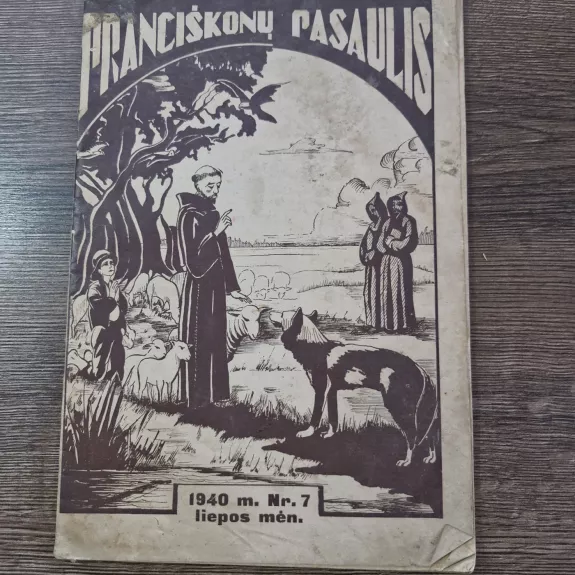 PRANCIŠKONŲ PASAULIS
1940 m. Nr. 7
liepos mėn.